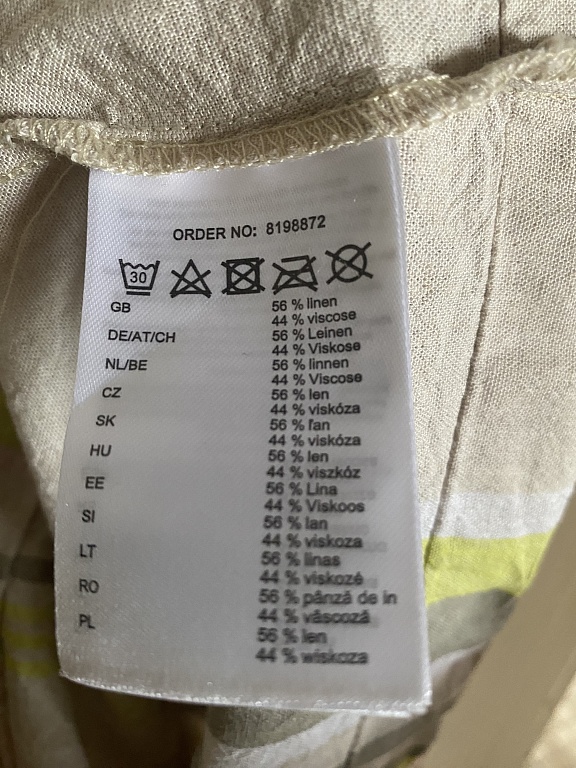 ORDER NO: 8198872
30
GB 56 % linen
44 % viscose
DE/AT/CH 56 % Leinen
44 % Viskose
NL/BE 56 % linnen
44 % Viscose
CZ 56 % len
44 % viskóza
SK 56 % ľan
44 % viskóza
HU 56 % len
44 % viszkóz
EE 56 % Lina
44 % Viskoos
SI 56 % lan
44 % viskoza
LT 56 % linas
44 % viskozė
RO 56 % pânză de in
44 % vâscoză
PL 56 % len
44 % wiskoza